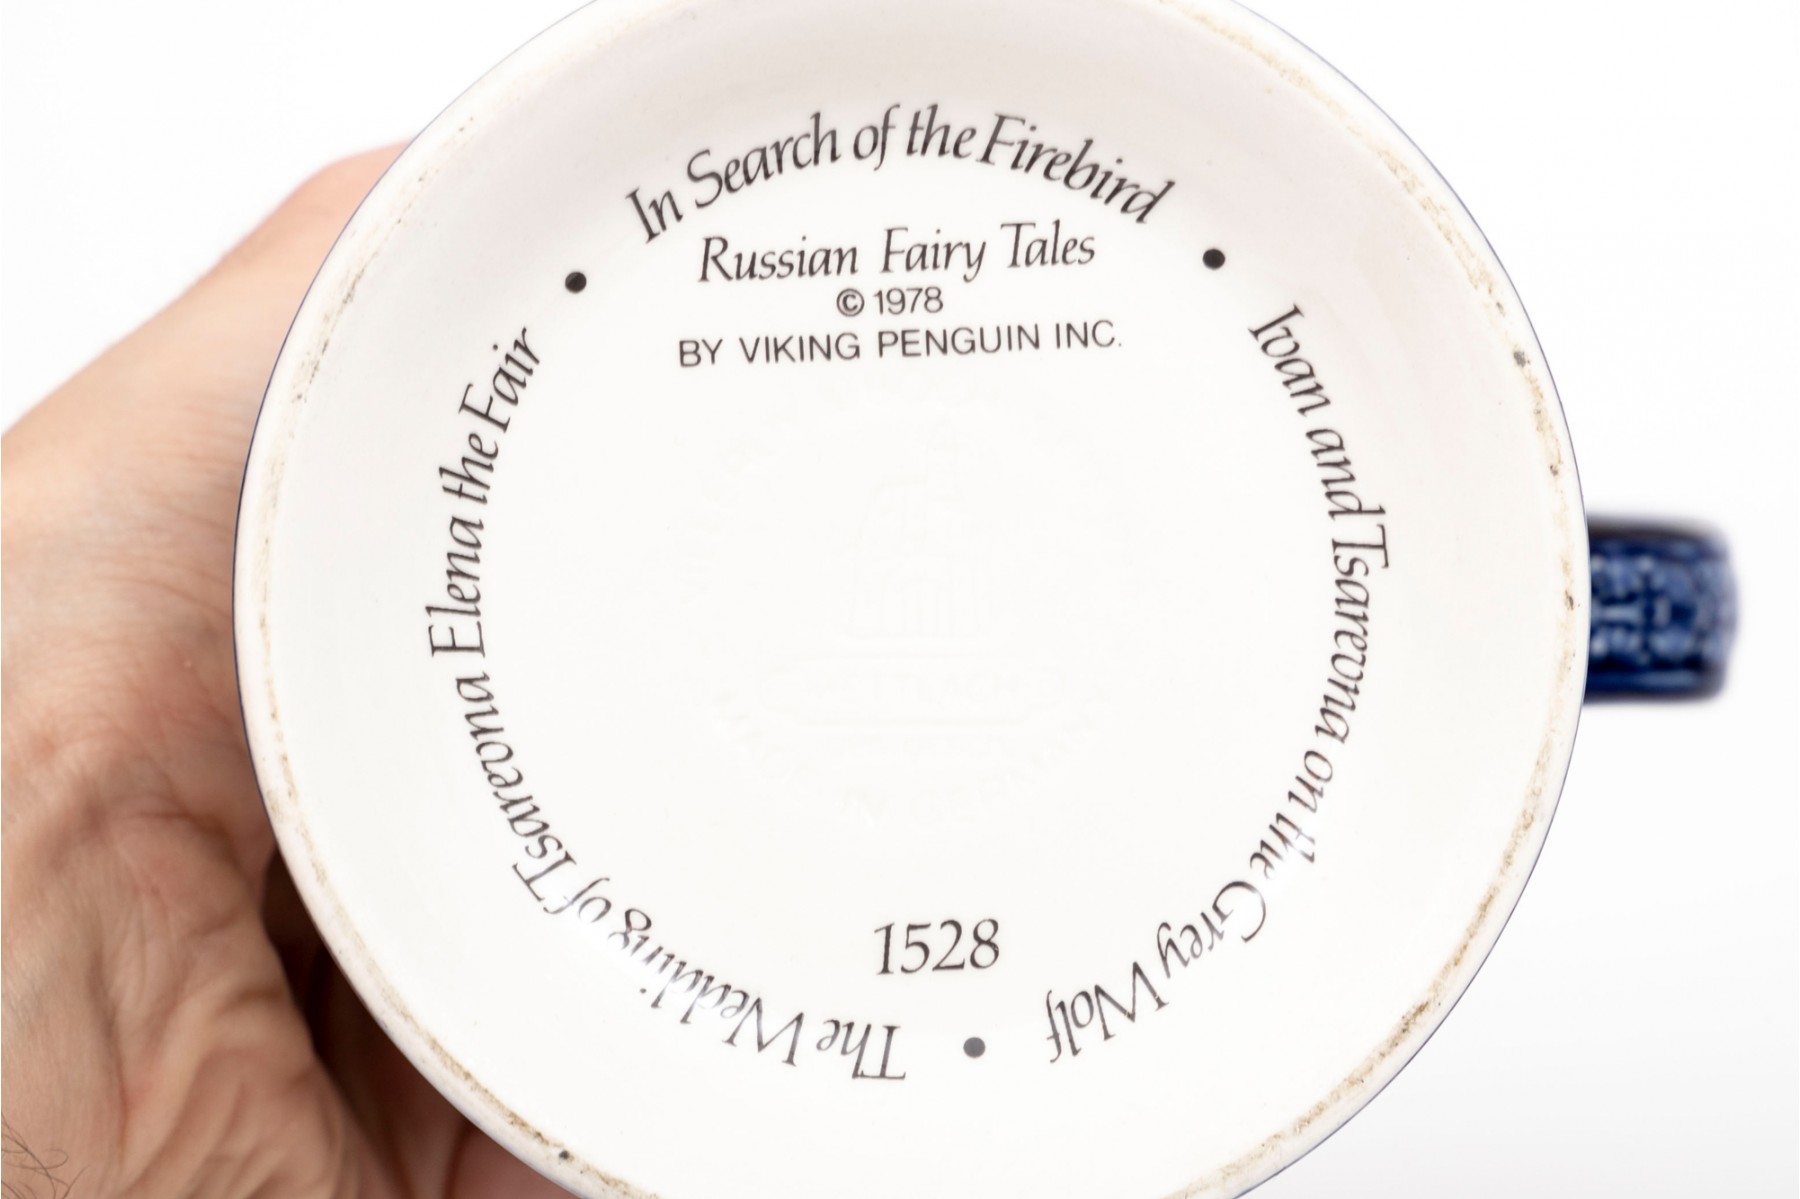 In Search of the Firebird
Russian Fairy Tales
© 1978
BY VIKING PENGUIN INC.
• Ivan and Tsarevna on the Grey Wolf
• The Wedding of Tsarevna Elena the Fair •
1528